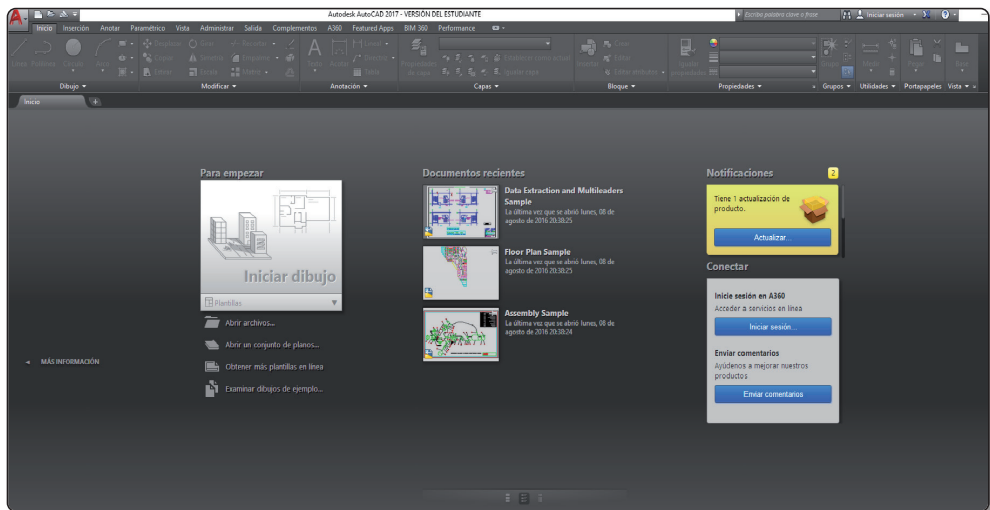 Autodesk AutoCAD 2017 - VERSIÓN DEL ESTUDIANTE
Escriba palabra clave o frase
Iniciar sesión
Inicio Inserción Anotar Paramétrico Vista Administrar Salida Complementos A360 Featured Apps BIM 360 Performance
Dibujo Modificar Anotación Capas Bloque Propiedades Grupos Utilidades Portapapeles Vista
Inicio
Para empezar
Iniciar dibujo
Plantillas
Abrir archivos...
Abrir un conjunto de planos...
Obtener más plantillas en línea
Examinar dibujos de ejemplo...
MÁS INFORMACIÓN
Documentos recientes
Data Extraction and Multileaders
Sample
La última vez que se abrió lunes, 08 de
agosto de 2016 20:38:25
Floor Plan Sample
La última vez que se abrió lunes, 08 de
agosto de 2016 20:38:25
Assembly Sample
La última vez que se abrió lunes, 08 de
agosto de 2016 20:38:24
Notificaciones 2
Tiene 1 actualización de
producto.
Actualizar...
Conectar
Inicie sesión en A360
Acceder a servicios en línea
Iniciar sesión...
Enviar comentarios
Ayúdenos a mejorar nuestros
productos
Enviar comentarios